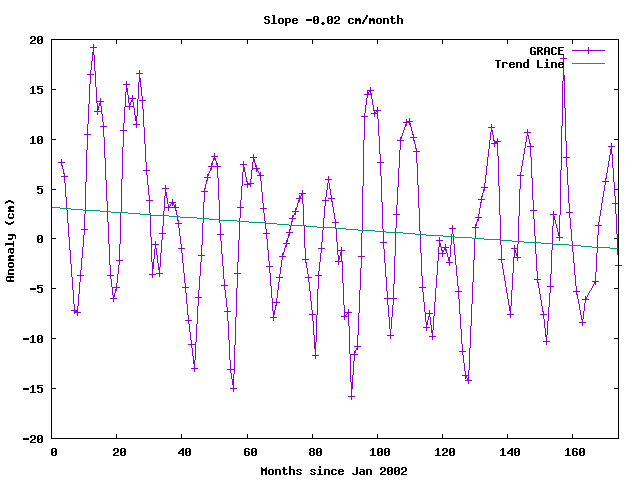 Slope -0.02 cm/month
GRACE
Trend Line
20
15
10
5
0
-5
-10
-15
-20
Anomaly (cm)
0 20 40 60 80 100 120 140 160
Months since Jan 2002